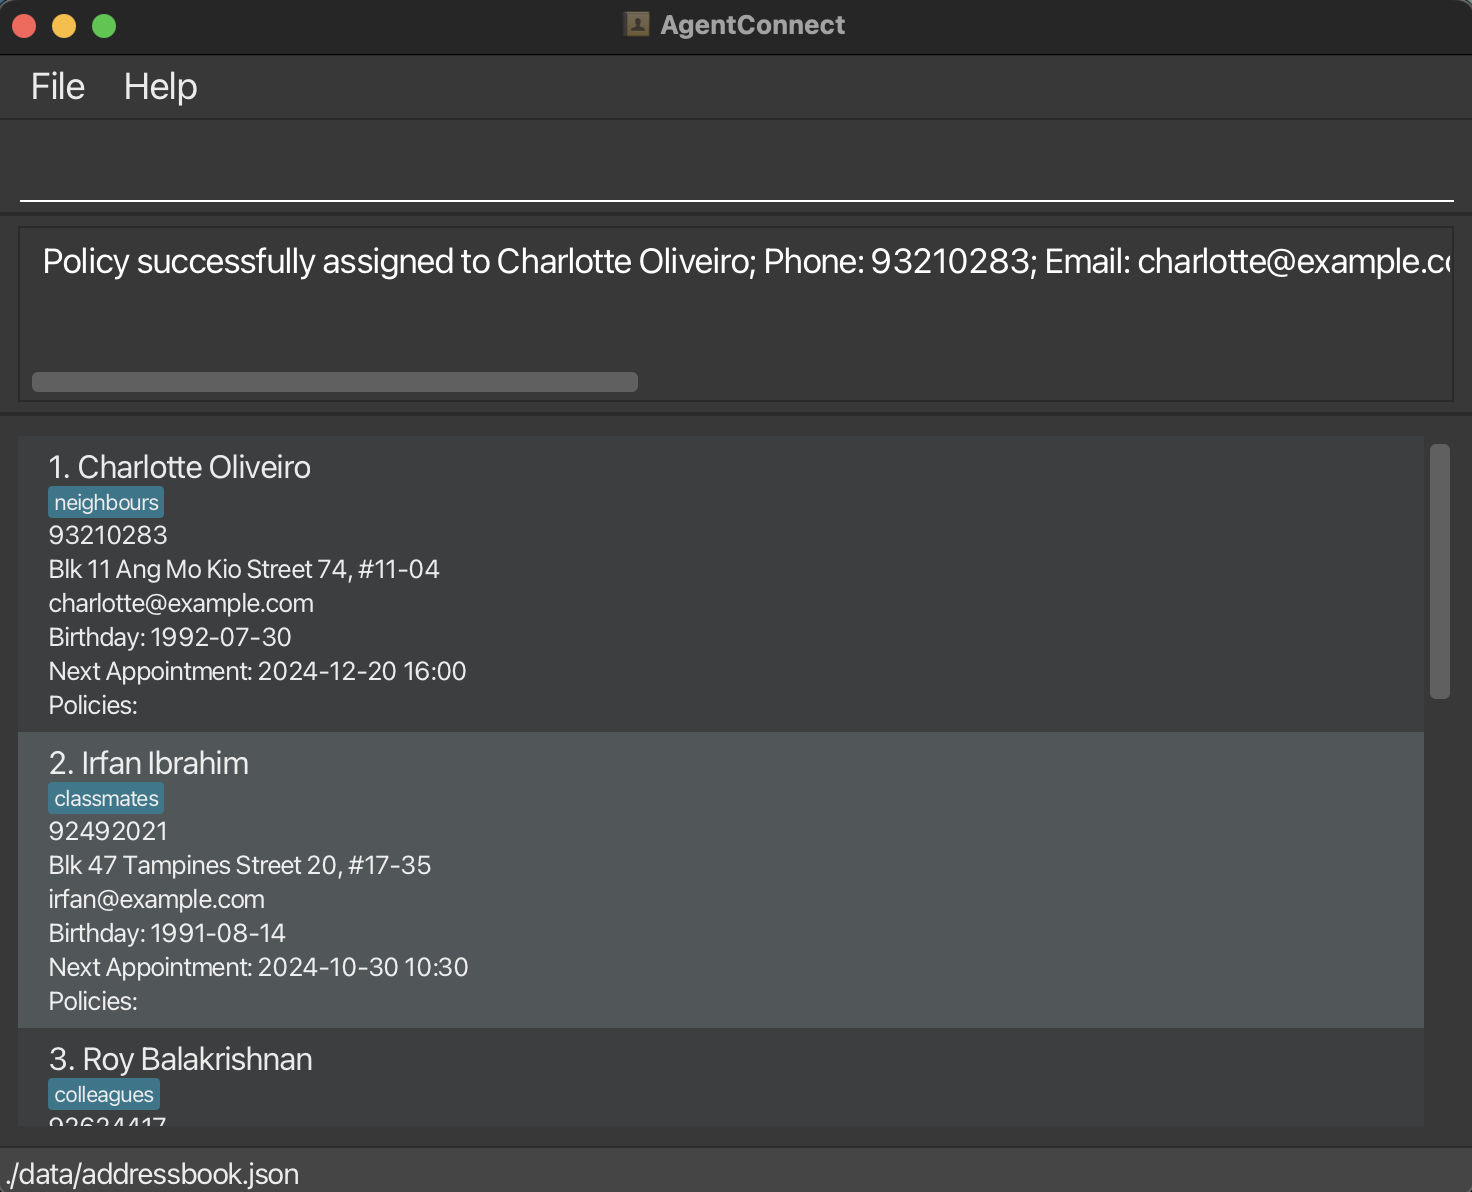 AgentConnect
File Help
Policy successfully assigned to Charlotte Oliveiro; Phone: 93210283; Email: charlotte@example.co
1. Charlotte Oliveiro
neighbours
93210283
Blk 11 Ang Mo Kio Street 74, #11-04
charlotte@example.com
Birthday: 1992-07-30
Next Appointment: 2024-12-20 16:00
Policies:
2. Irfan Ibrahim
classmates
92492021
Blk 47 Tampines Street 20, #17-35
irfan@example.com
Birthday: 1991-08-14
Next Appointment: 2024-10-30 10:30
Policies:
3. Roy Balakrishnan
colleagues
92624417
./data/addressbook.json